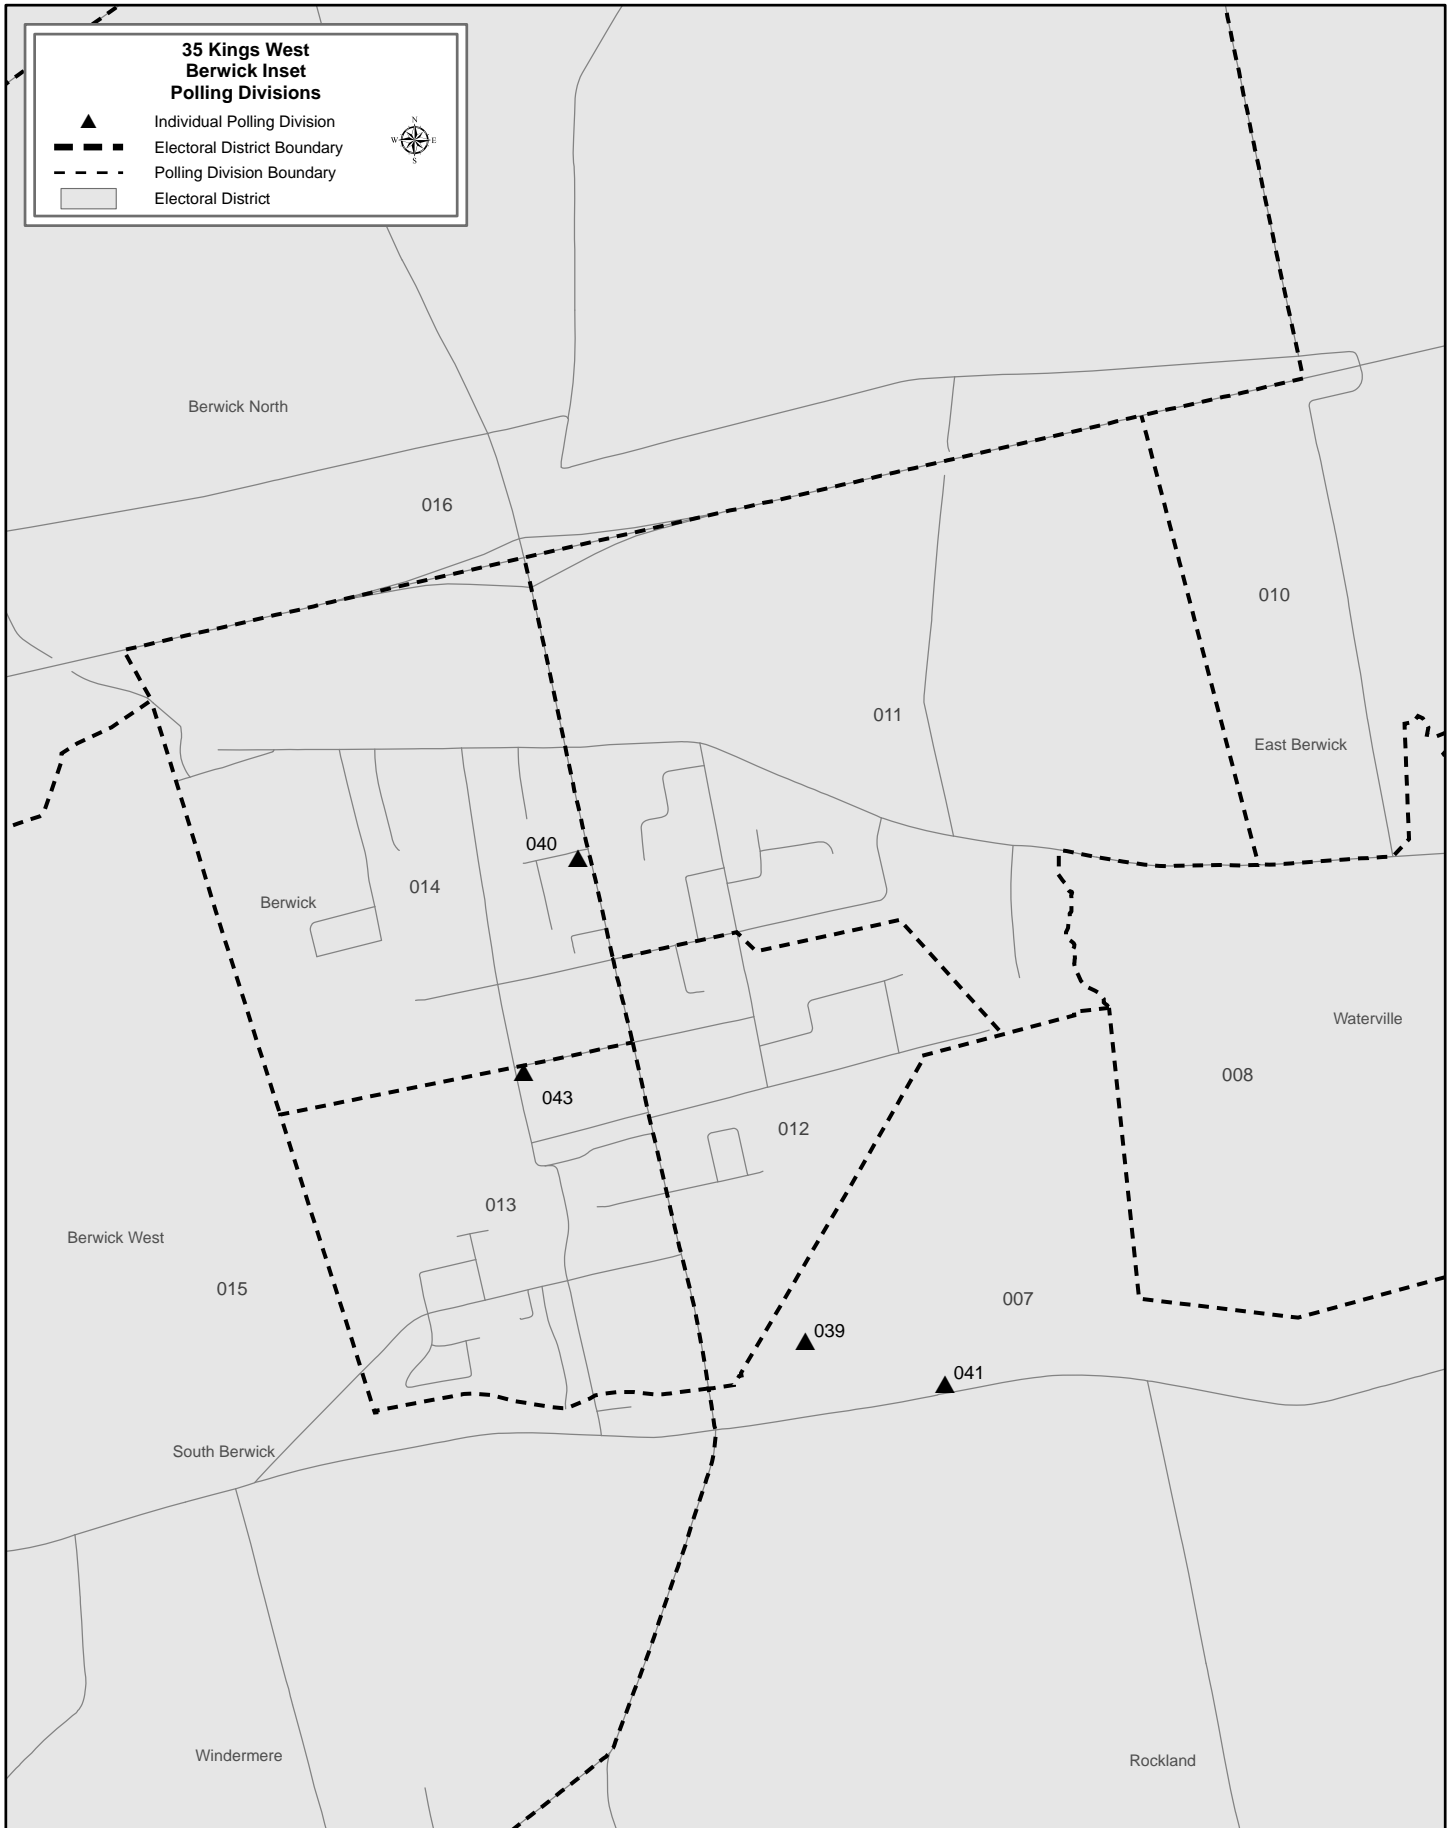 35 Kings West
Berwick Inset
Polling Divisions
Individual Polling Division
Electoral District Boundary
Polling Division Boundary
Electoral District
N
W E
S
Berwick North
016
010
011
East Berwick
040
014
Berwick
Waterville
008
043
012
013
Berwick West
015
007
039
041
South Berwick
Windermere
Rockland